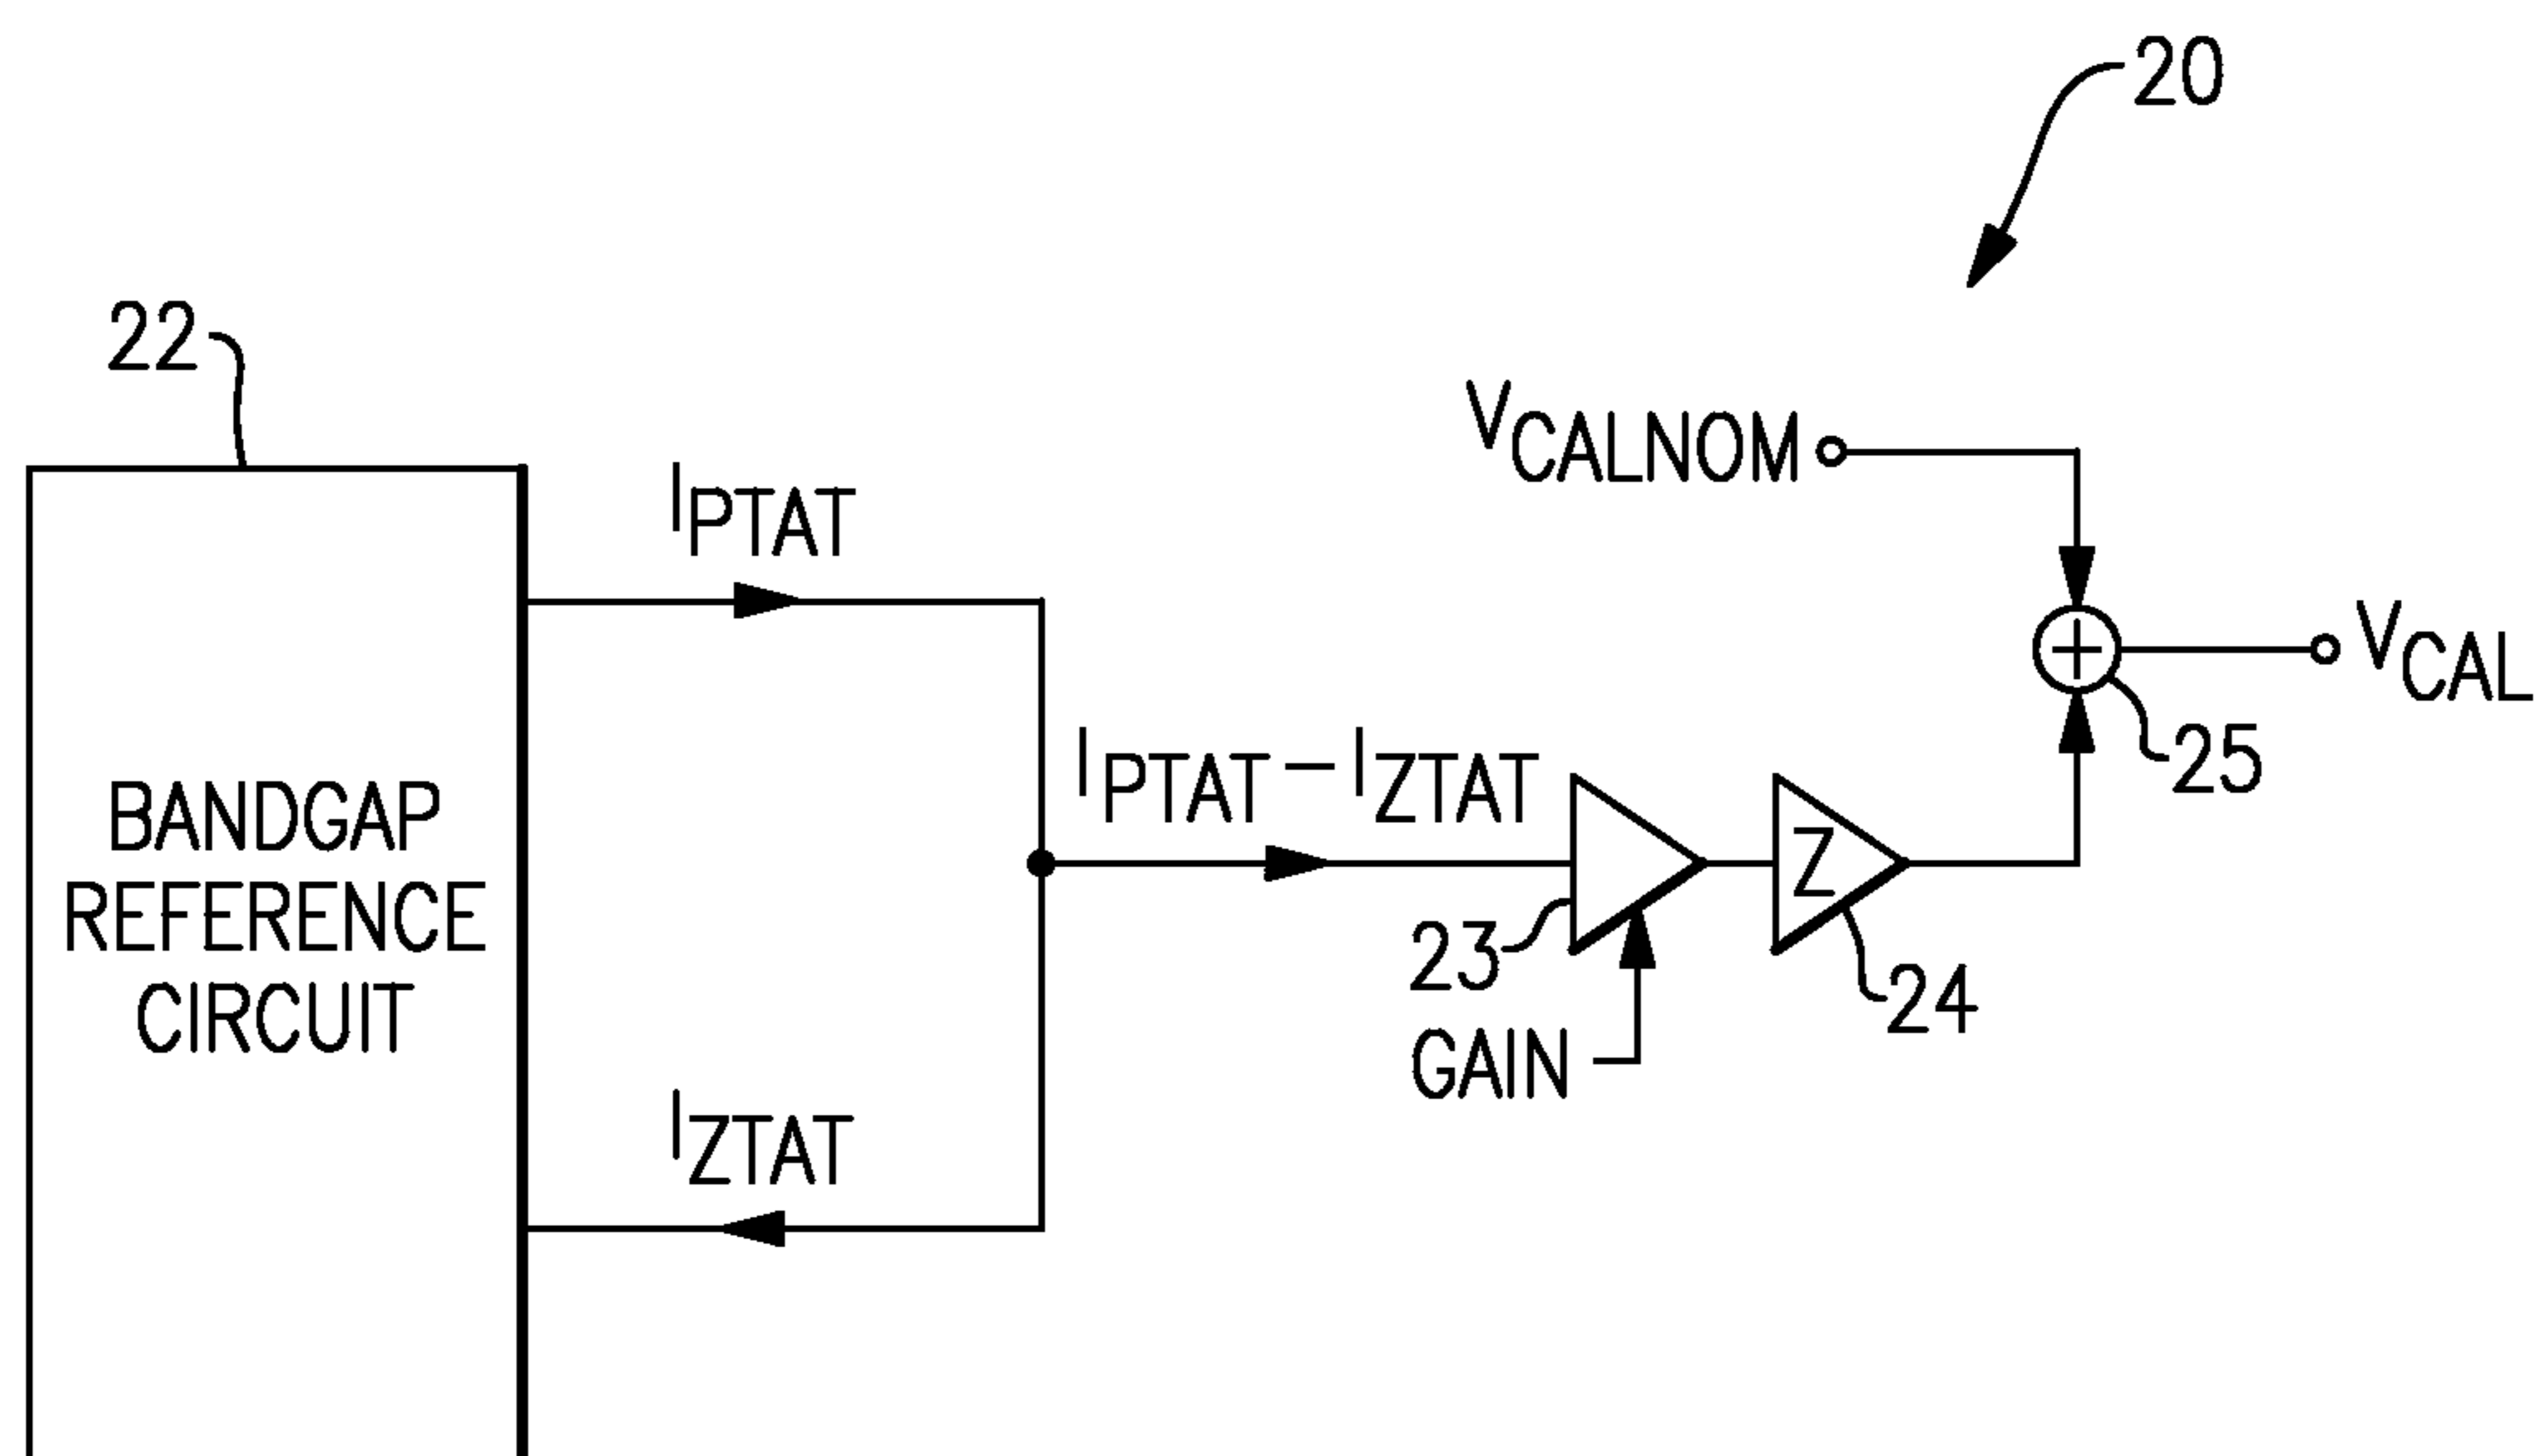 20
22
VCALNOM
IPTAT
VCAL
25
IPTAT−IZTAT
BANDGAP
REFERENCE
CIRCUIT
Z
23
24
GAIN
IZTAT